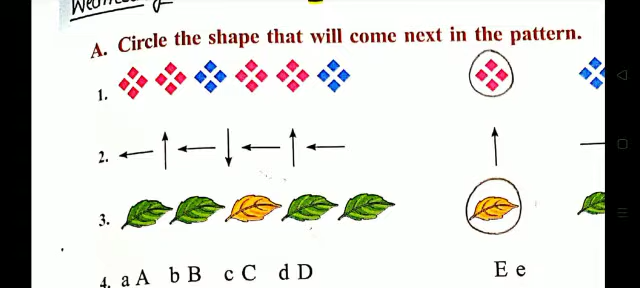 A. Circle the shape that will come next in the pattern.
1.
2.
3.
4. a A b B c C d D E e